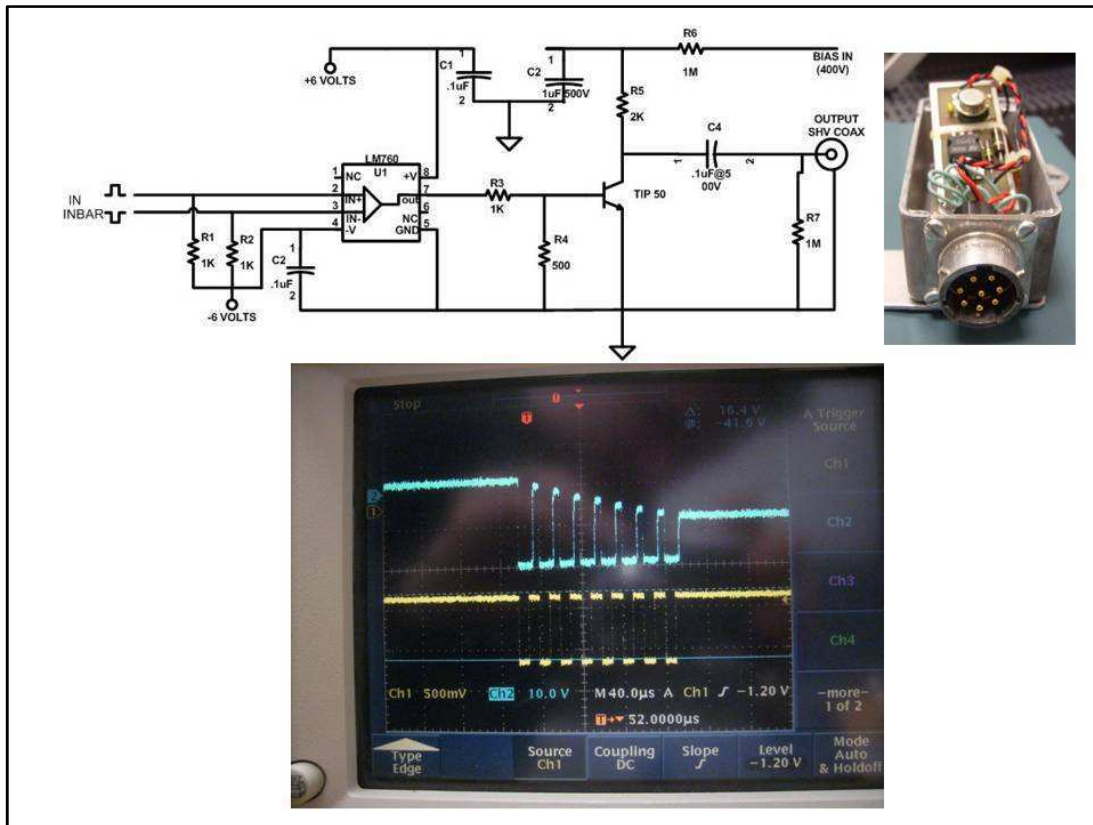 R6
1M
BIAS IN
(400V)
+6 VOLTS
1
C1
.1uF
2
1
C2
1uF 500V
2
R5
2K
OUTPUT
SHV COAX
C4
1
2
.1uF@5
00V
LM760
U1
1
NC
+V
8
2
IN+
out
7
3
IN-
NC
6
4
-V
GND
5
IN
INBAR
R3
1K
TIP 50
R1
1K
R2
1K
1
C2
.1uF
2
R4
500
R7
1M
-6 VOLTS
Stop
T
T
Δ: 16.4 V
@: -41.6 V
A Trigger
Source
2
1
Ch1
Ch2
Ch3
Ch4
Ch1 500mV Ch2 10.0 V M 40.0µs A Ch1 ∫ -1.20 V
T→▼ 52.0000µs
-more-
1 of 2
Type
Edge
Source
Ch1
Coupling
DC
Slope
∫
Level
-1.20 V
Mode
Auto
& Holdoff